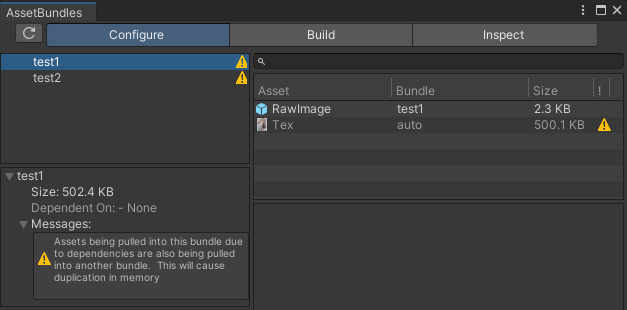 AssetBundles
Configure Build Inspect
test1
test2
Asset Bundle Size !
RawImage test1 2.3 KB
Tex auto 500.1 KB
test1
Size: 502.4 KB
Dependent On: - None
Messages:
Assets being pulled into this bundle due
to dependencies are also being pulled
into another bundle.  This will cause
duplication in memory